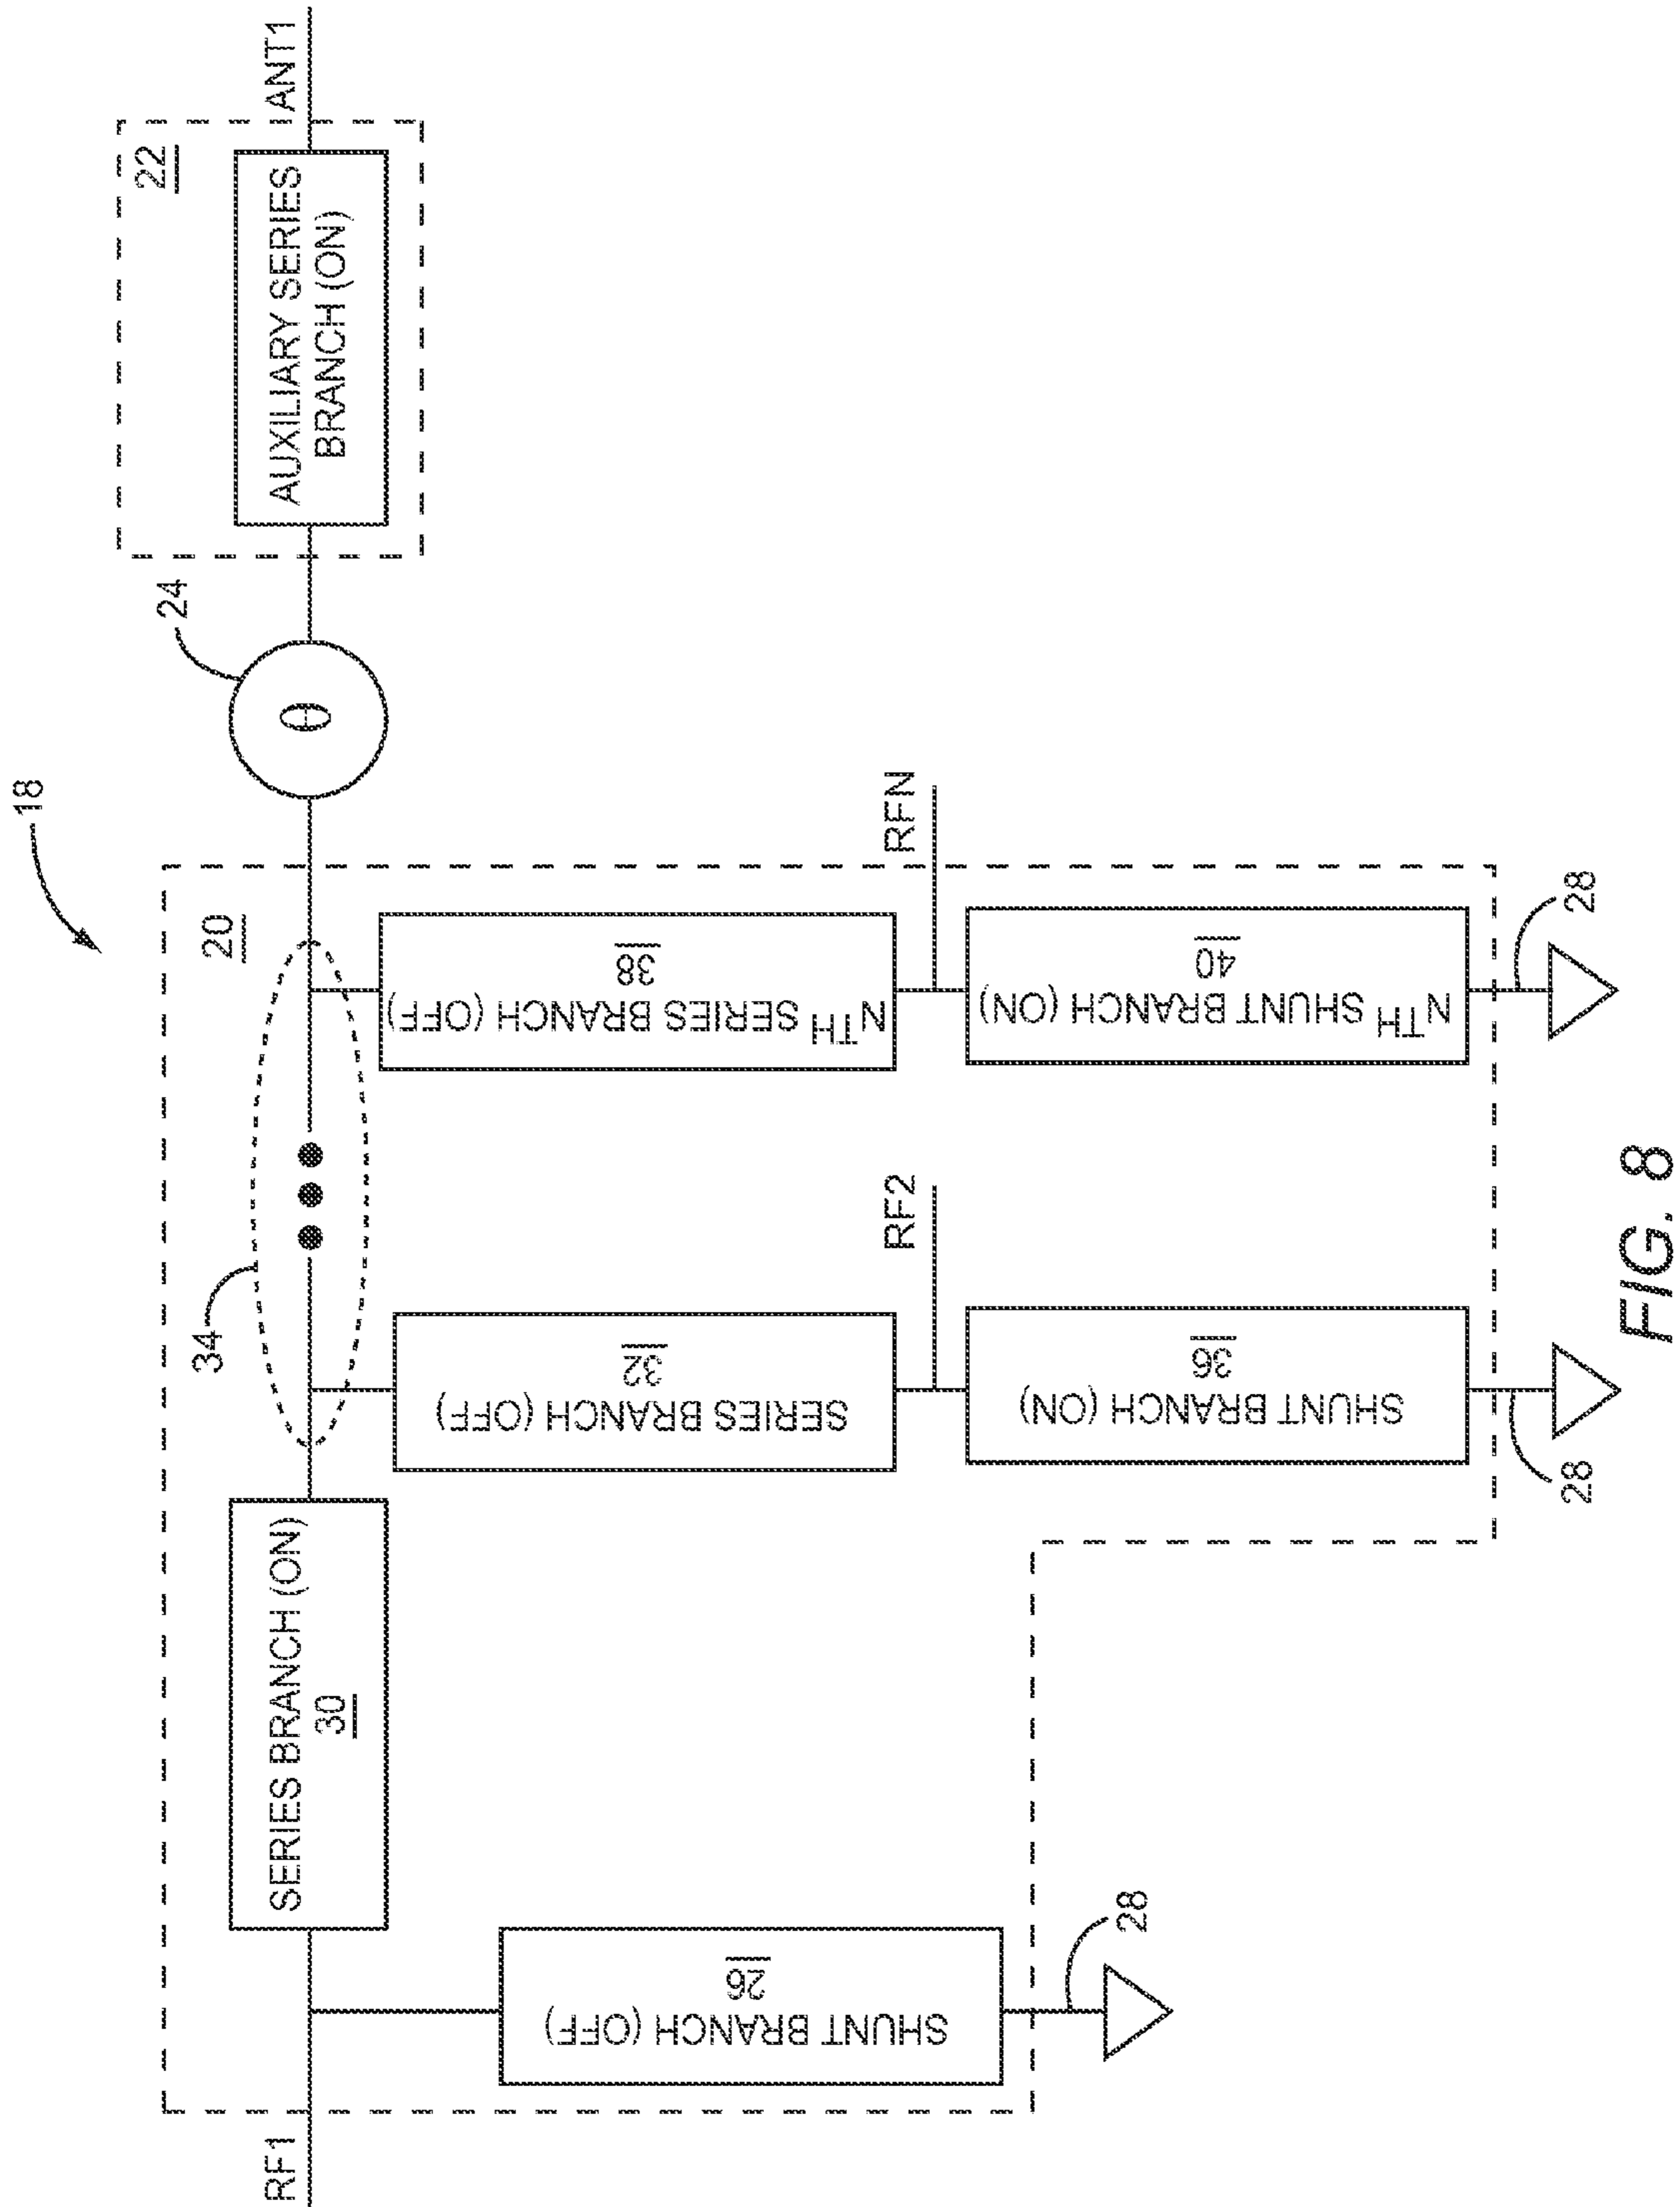 18
22
ANT1
AUXILIARY SERIES
BRANCH (ON)
24
θ
20
34
RF1
SERIES BRANCH (ON)
30
SHUNT BRANCH (OFF)
26
28
SERIES BRANCH (OFF)
32
RF2
SHUNT BRANCH (ON)
36
28
NTH SERIES BRANCH (OFF)
38
RFN
NTH SHUNT BRANCH (ON)
40
28
FIG. 8